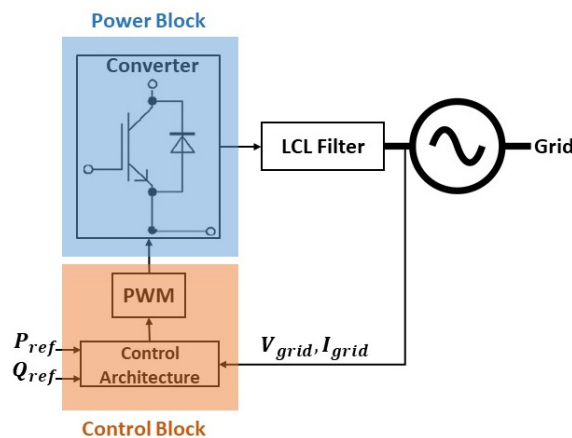 Power Block
Converter
LCL Filter
Grid
PWM
P_ref
Q_ref
Control
Architecture
V_grid, I_grid
Control Block